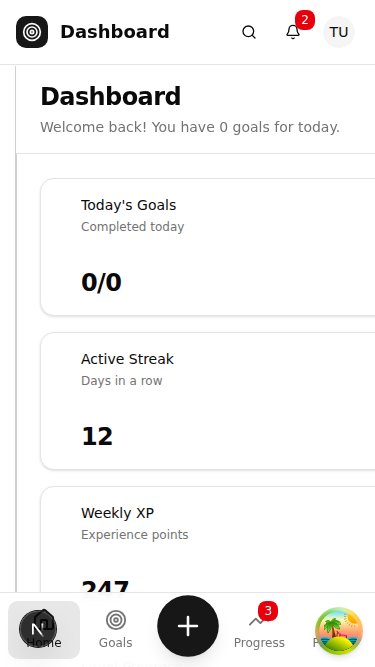 Dashboard
2
TU
Dashboard
Welcome back! You have 0 goals for today.
Today's Goals
Completed today
0/0
Active Streak
Days in a row
12
Weekly XP
Experience points
247
N
Home
Goals
3
Progress